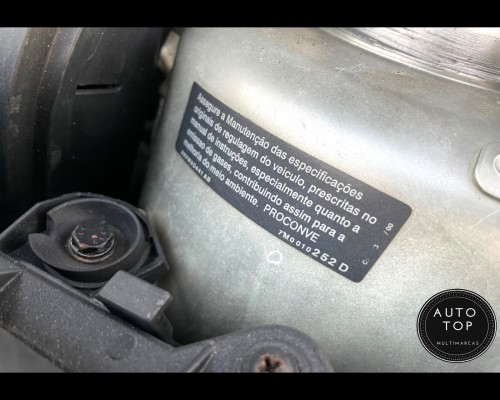 Assegure a Manutenção das especificações
originais de regulagem do veículo, prescritas no
manual de instruções, especialmente quanto a
emissão de gases, contribuindo assim para a
melhoria do meio ambiente. PROCONVE
7M0010252D
AUTO
TOP
MULTIMARCAS